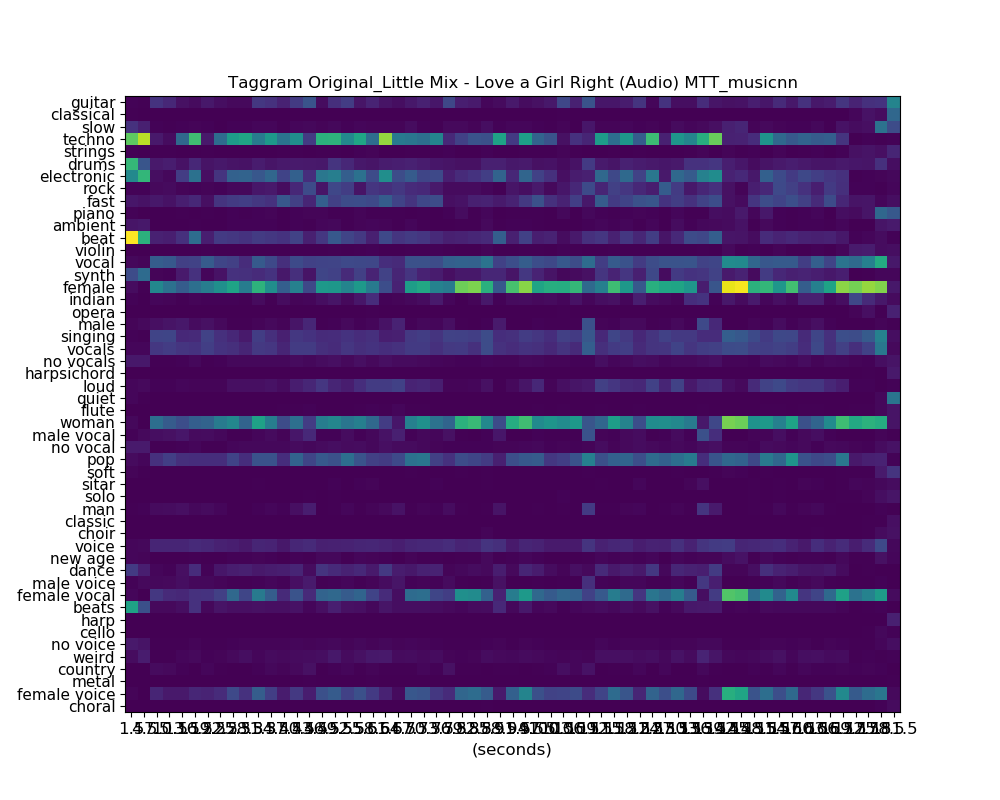 Taggram Original_Little Mix - Love a Girl Right (Audio) MTT_musicnn
guitar
classical
slow
techno
strings
drums
electronic
rock
fast
piano
ambient
beat
violin
vocal
synth
female
indian
opera
male
singing
vocals
no vocals
harpsichord
loud
quiet
flute
woman
male vocal
no vocal
pop
soft
sitar
solo
man
classic
choir
voice
new age
dance
male voice
female vocal
beats
harp
cello
no voice
weird
country
metal
female voice
choral
(seconds)